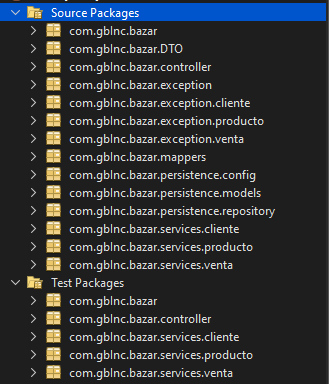 Source Packages
com.gblnc.bazar
com.gblnc.bazar.DTO
com.gblnc.bazar.controller
com.gblnc.bazar.exception
com.gblnc.bazar.exception.cliente
com.gblnc.bazar.exception.producto
com.gblnc.bazar.exception.venta
com.gblnc.bazar.mappers
com.gblnc.bazar.persistence.config
com.gblnc.bazar.persistence.models
com.gblnc.bazar.persistence.repository
com.gblnc.bazar.services.cliente
com.gblnc.bazar.services.producto
com.gblnc.bazar.services.venta
Test Packages
com.gblnc.bazar
com.gblnc.bazar.controller
com.gblnc.bazar.services.cliente
com.gblnc.bazar.services.producto
com.gblnc.bazar.services.venta